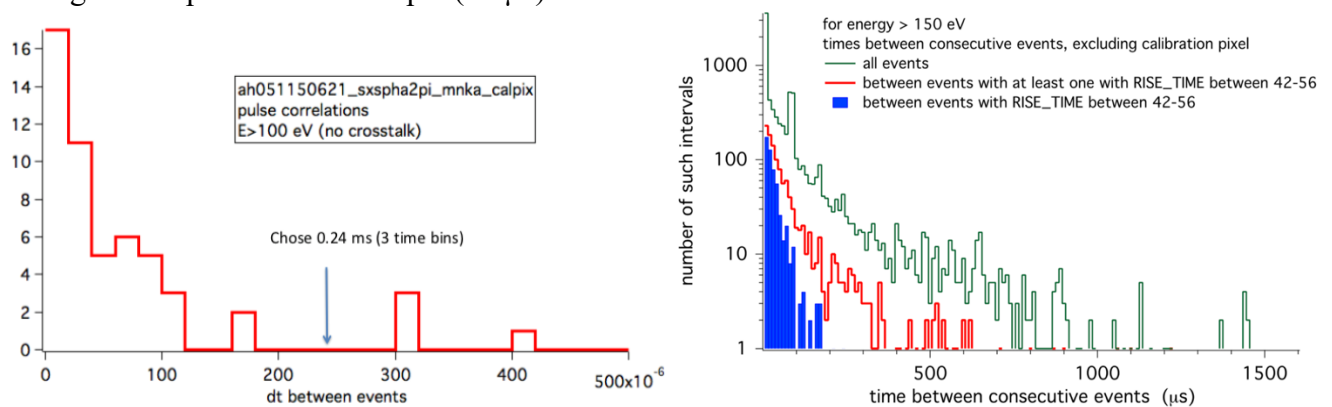 16
14
12
10
8
6
4
2
0
ah051150621_sxspha2pi_mnka_calpix
pulse correlations
E>100 eV (no crosstalk)
Chose 0.24 ms (3 time bins)
0 100 200 300 400 500x10-6
dt between events
for energy > 150 eV
times between consecutive events, excluding calibration pixel
all events
between events with at least one with RISE_TIME between 42-56
between events with RISE_TIME between 42-56
number of such intervals
1000
100
10
1
500 1000 1500
time between consecutive events (μs)